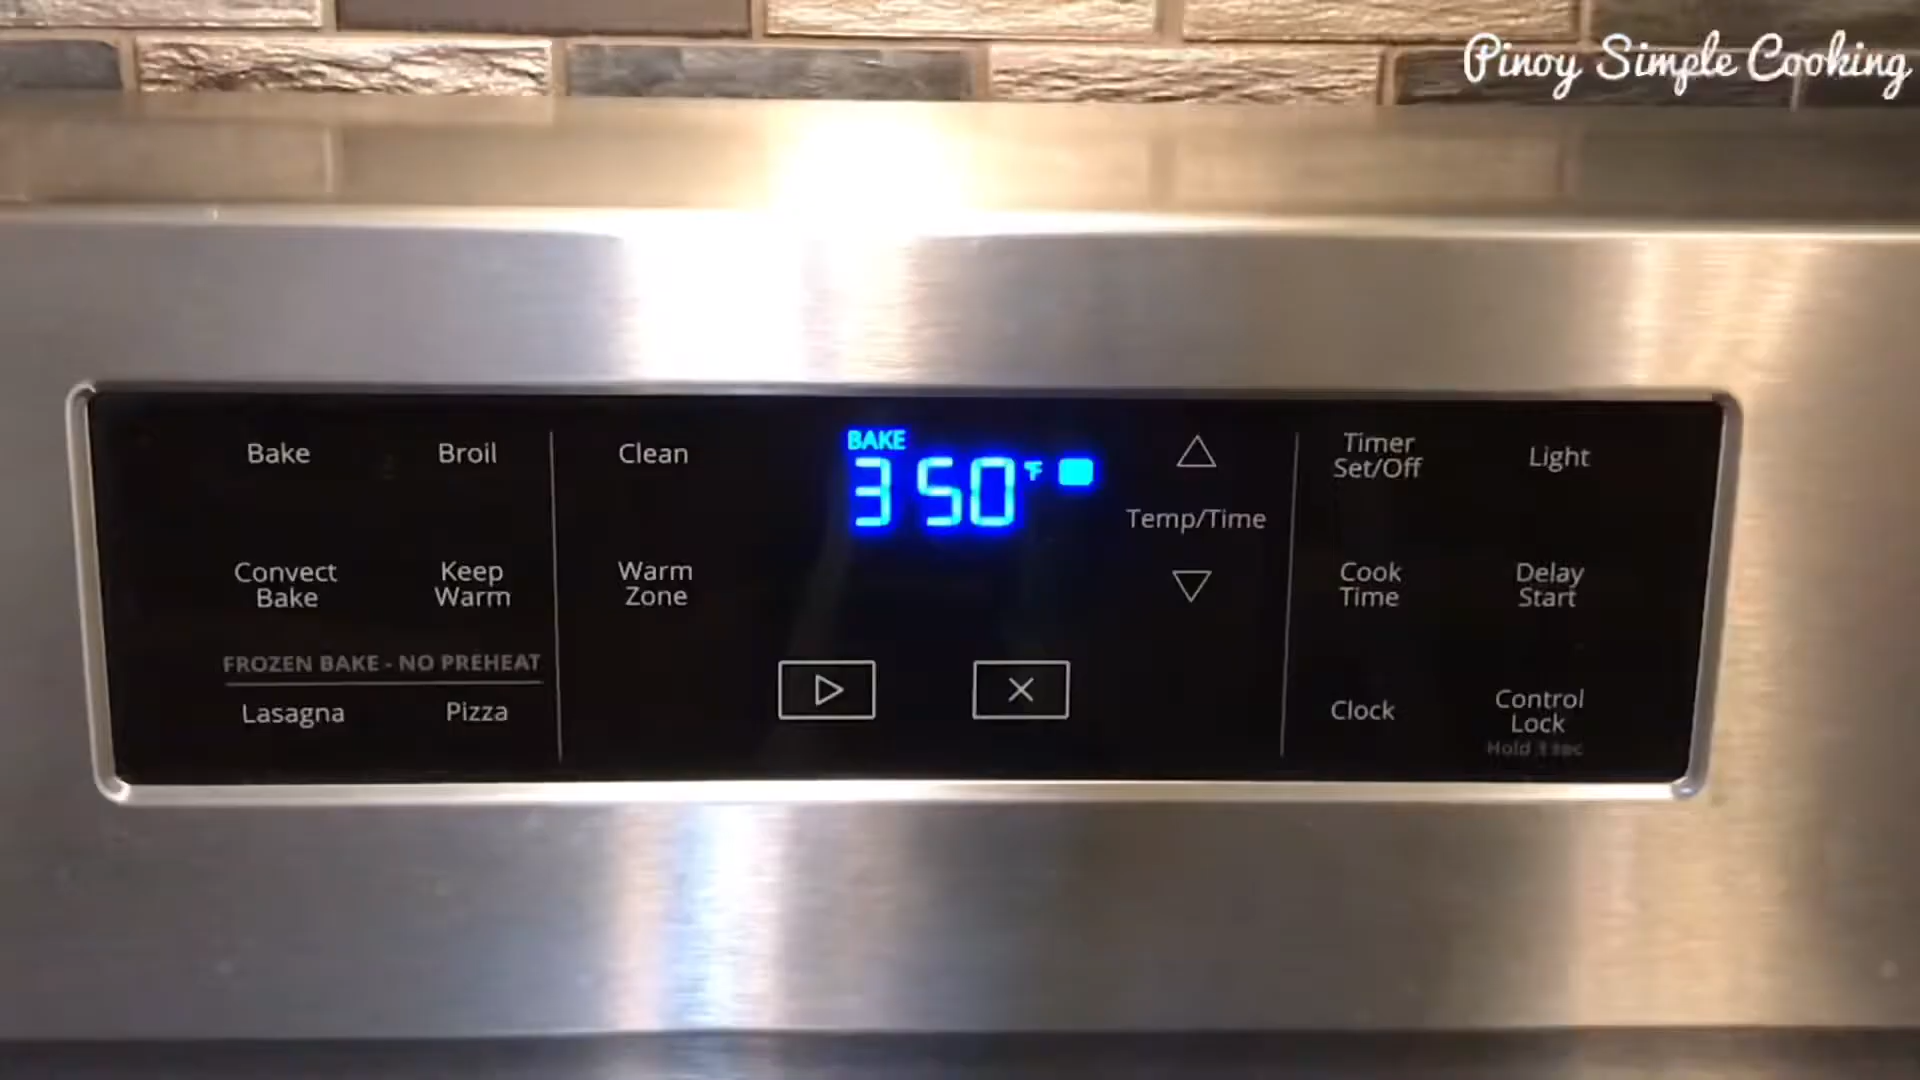 Pinoy Simple Cooking
Bake
Broil
Clean
BAKE
350°F
Timer
Set/Off
Light
Temp/Time
Convect
Bake
Keep
Warm
Warm
Zone
Cook
Time
Delay
Start
FROZEN BAKE - NO PREHEAT
Lasagna
Pizza
Clock
Control
Lock
Hold 3 sec